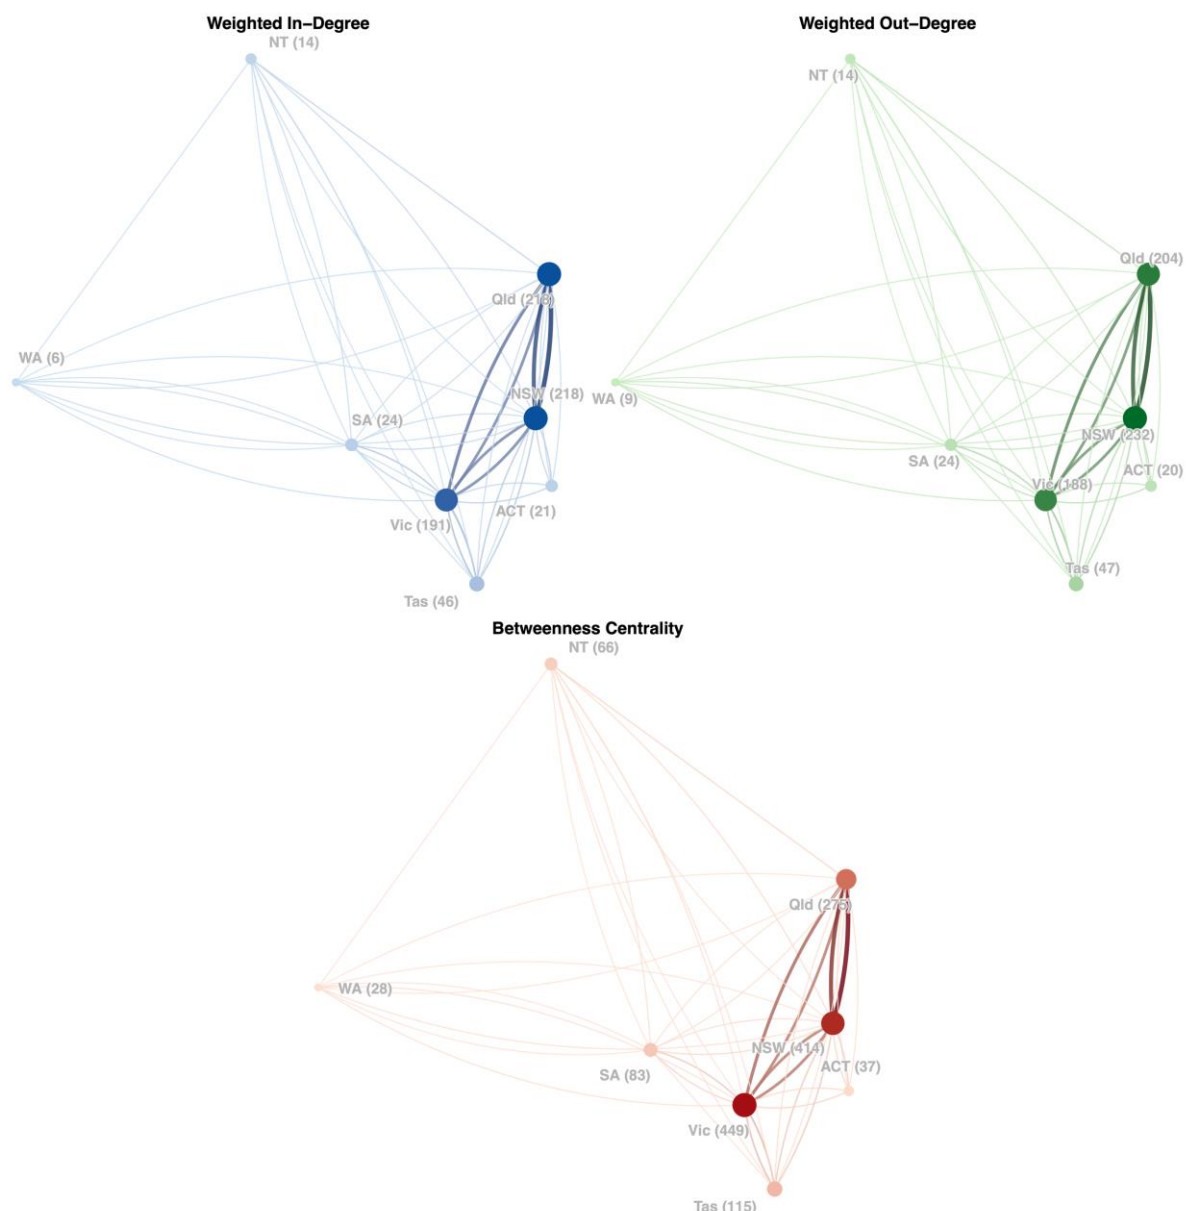 Weighted In–Degree
NT (14)
Qld (218)
WA (6)
NSW (218)
SA (24)
Vic (191)
ACT (21)
Tas (46)
Weighted Out–Degree
NT (14)
Qld (204)
WA (9)
NSW (232)
SA (24)
ACT (20)
Vic (188)
Tas (47)
Betweenness Centrality
NT (66)
Qld (275)
WA (28)
NSW (414)
ACT (37)
SA (83)
Vic (449)
Tas (115)